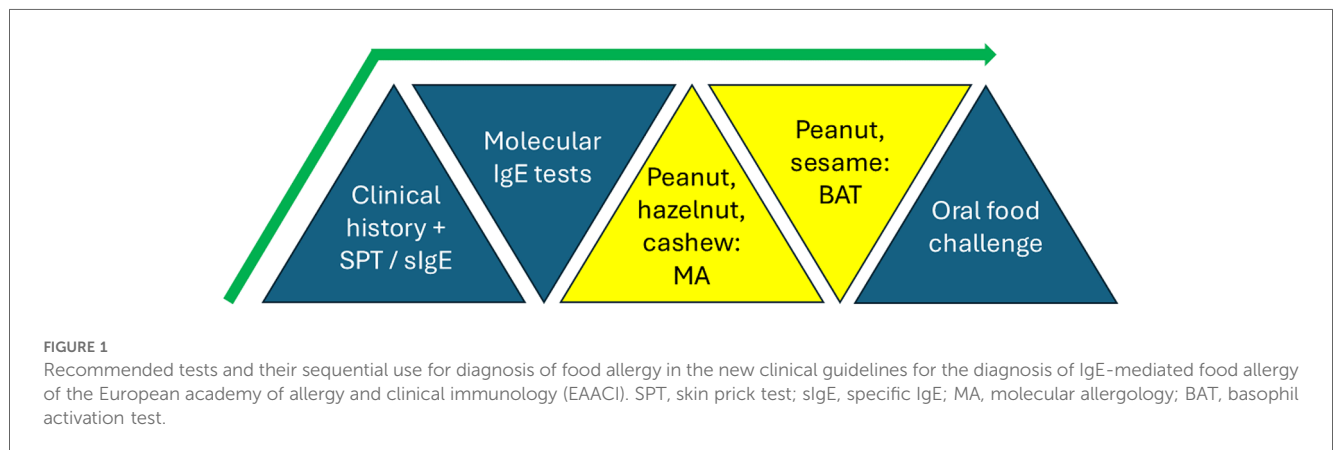 Clinical
history +
SPT / sIgE
Molecular
IgE tests
Peanut,
hazelnut,
cashew:
MA
Peanut,
sesame:
BAT
Oral food
challenge
FIGURE 1
Recommended tests and their sequential use for diagnosis of food allergy in the new clinical guidelines for the diagnosis of IgE-mediated food allergy
of the European academy of allergy and clinical immunology (EAACI). SPT, skin prick test; sIgE, specific IgE; MA, molecular allergology; BAT, basophil
activation test.